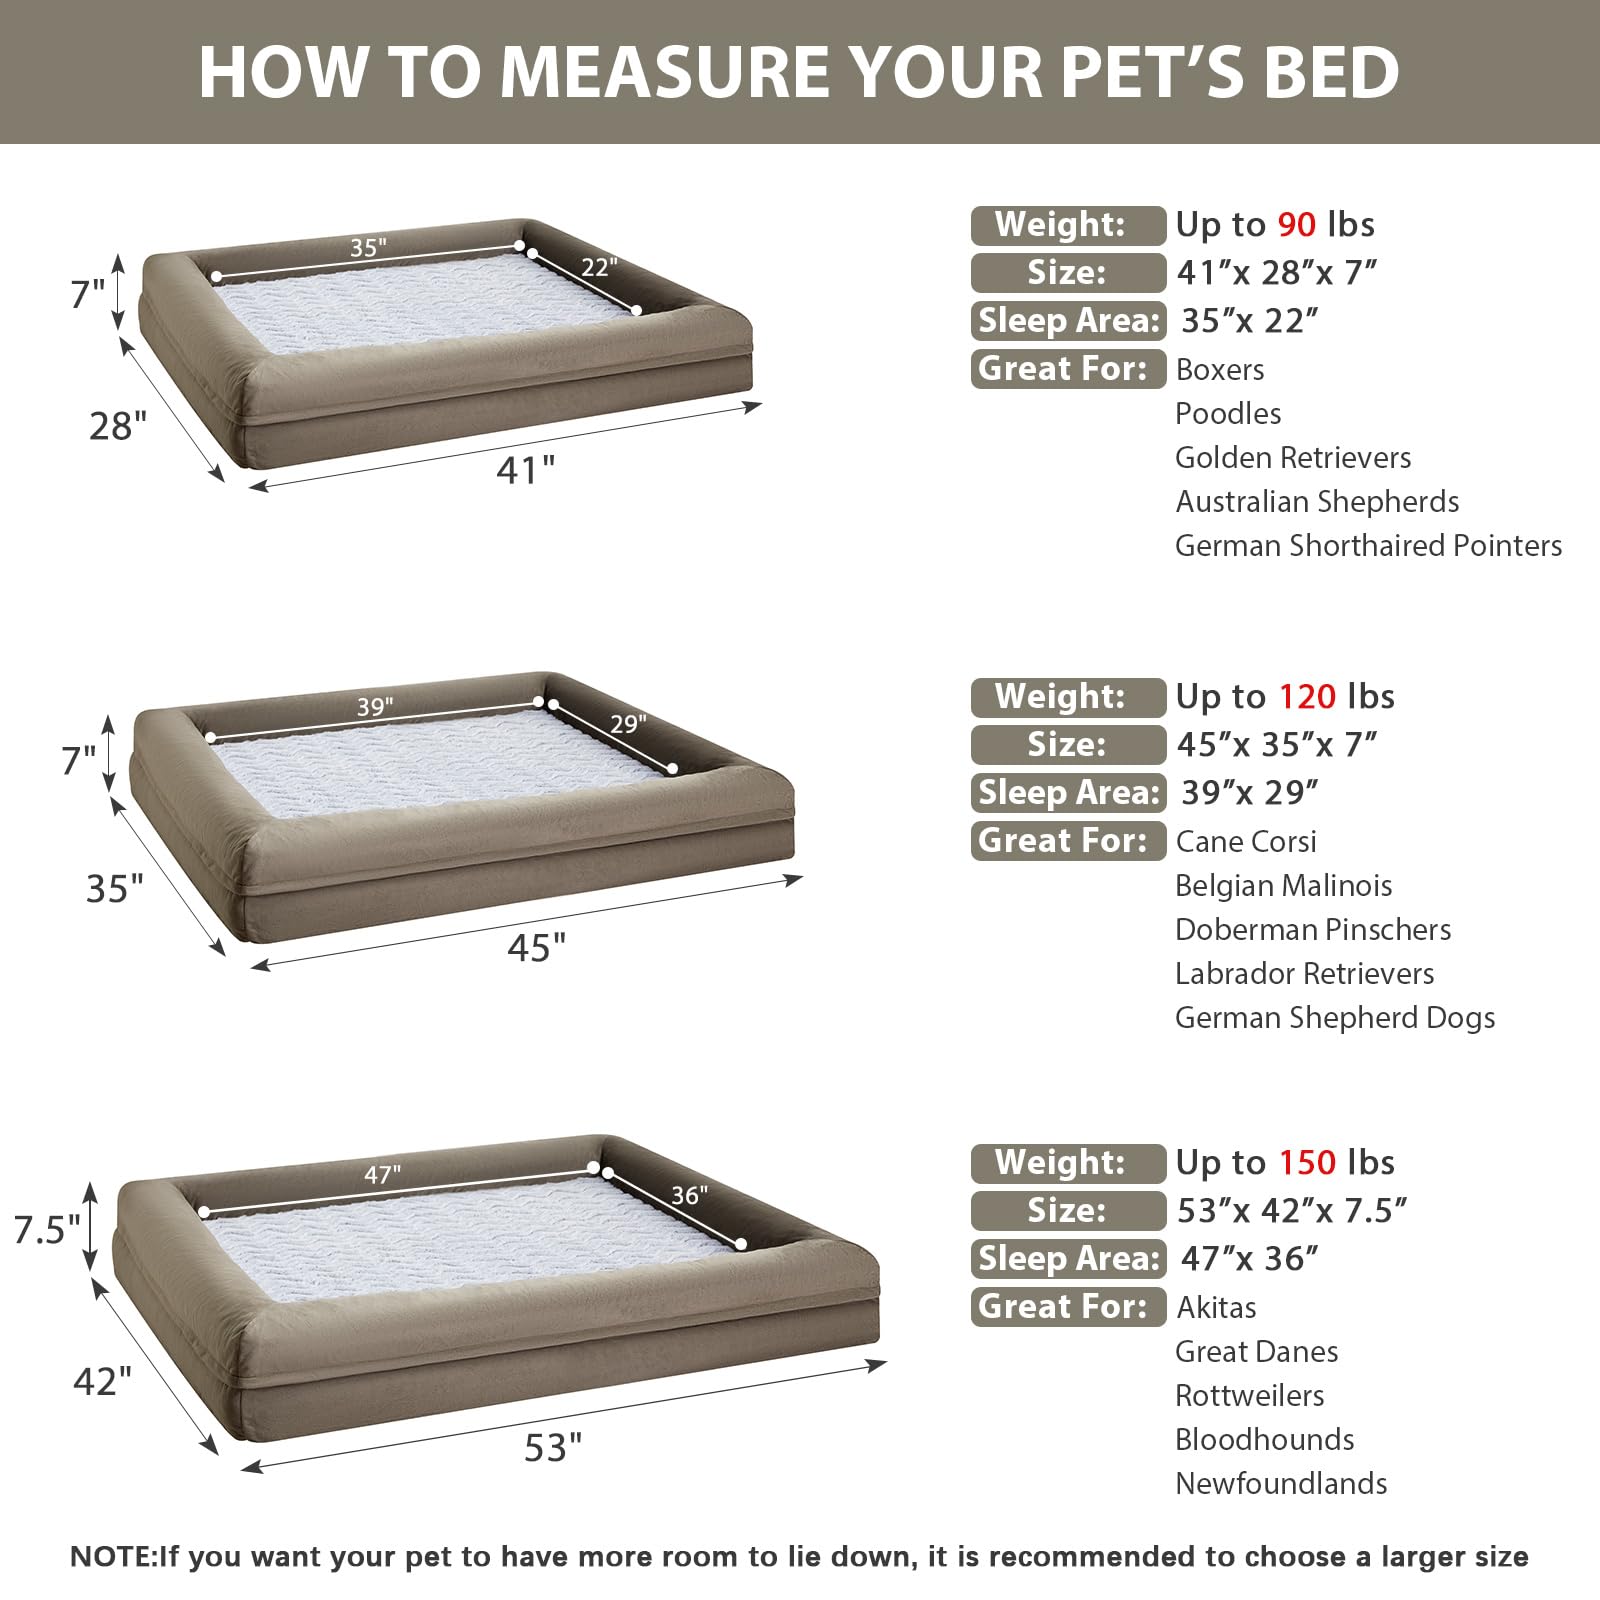 HOW TO MEASURE YOUR PET’S BED
35"
22"
7"
28"
41"
Weight: Up to 90 lbs
Size: 41”x 28”x 7”
Sleep Area: 35”x 22”
Great For: Boxers
Poodles
Golden Retrievers
Australian Shepherds
German Shorthaired Pointers
39"
29"
7"
35"
45"
Weight: Up to 120 lbs
Size: 45”x 35”x 7”
Sleep Area: 39”x 29”
Great For: Cane Corsi
Belgian Malinois
Doberman Pinschers
Labrador Retrievers
German Shepherd Dogs
47"
36"
7.5"
42"
53"
Weight: Up to 150 lbs
Size: 53”x 42”x 7.5”
Sleep Area: 47”x 36”
Great For: Akitas
Great Danes
Rottweilers
Bloodhounds
Newfoundlands
NOTE:If you want your pet to have more room to lie down, it is recommended to choose a larger size